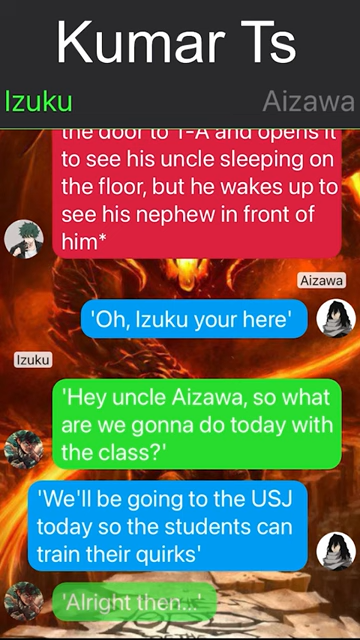 Kumar Ts
Izuku
Aizawa
the door to 1-A and opens it
to see his uncle sleeping on
the floor, but he wakes up to
see his nephew in front of
him*
Aizawa
'Oh, Izuku your here'
Izuku
'Hey uncle Aizawa, so what
are we gonna do today with
the class?'
'We'll be going to the USJ
today so the students can
train their quirks'
'Alright then...'